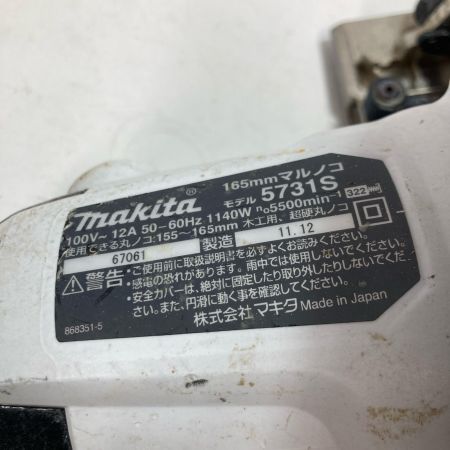 165mmマルノコ
makita モデル 5731S
100V〜 12A 50-60Hz 1140W n₀5500min⁻¹ 322
使用できる丸ノコ:155〜165mm 木工用、超硬丸ノコ
67061 製造 11.12
警告:・ご使用前に取扱説明書を必ずよくお読みください。
・感電の恐れがあります。雨中では使用しないでください。
・安全カバーは、絶対に固定したり取り外したりしないでください。
また、円滑に動く事を確認してください。
868351-5 株式会社 マキタ Made in Japan